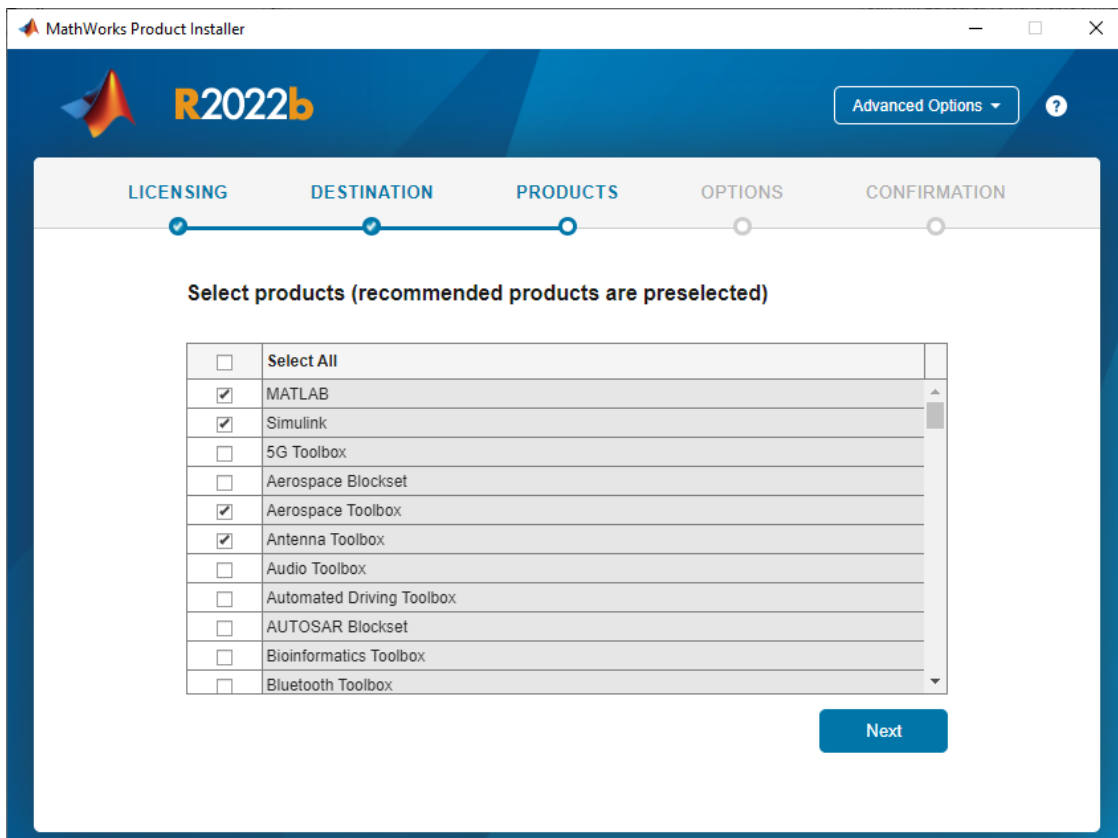 MathWorks Product Installer
R2022b
Advanced Options
?
LICENSING DESTINATION PRODUCTS OPTIONS CONFIRMATION
Select products (recommended products are preselected)
Select All
MATLAB
Simulink
5G Toolbox
Aerospace Blockset
Aerospace Toolbox
Antenna Toolbox
Audio Toolbox
Automated Driving Toolbox
AUTOSAR Blockset
Bioinformatics Toolbox
Bluetooth Toolbox
Next